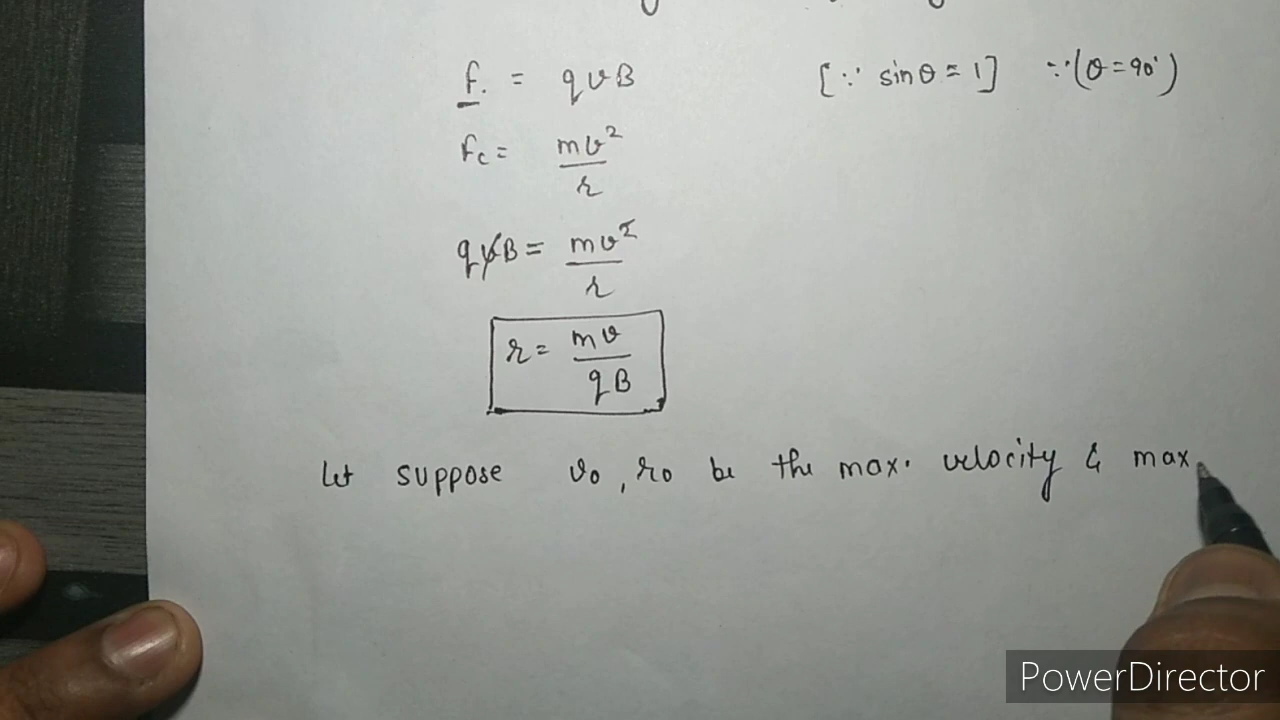 f. = qvB [∵ sinθ = 1] ∵(θ=90°)
Fc = mv²/r
qvB = mv²/r
r = mv/qB
let suppose v₀, r₀ be the max. velocity & max
PowerDirector